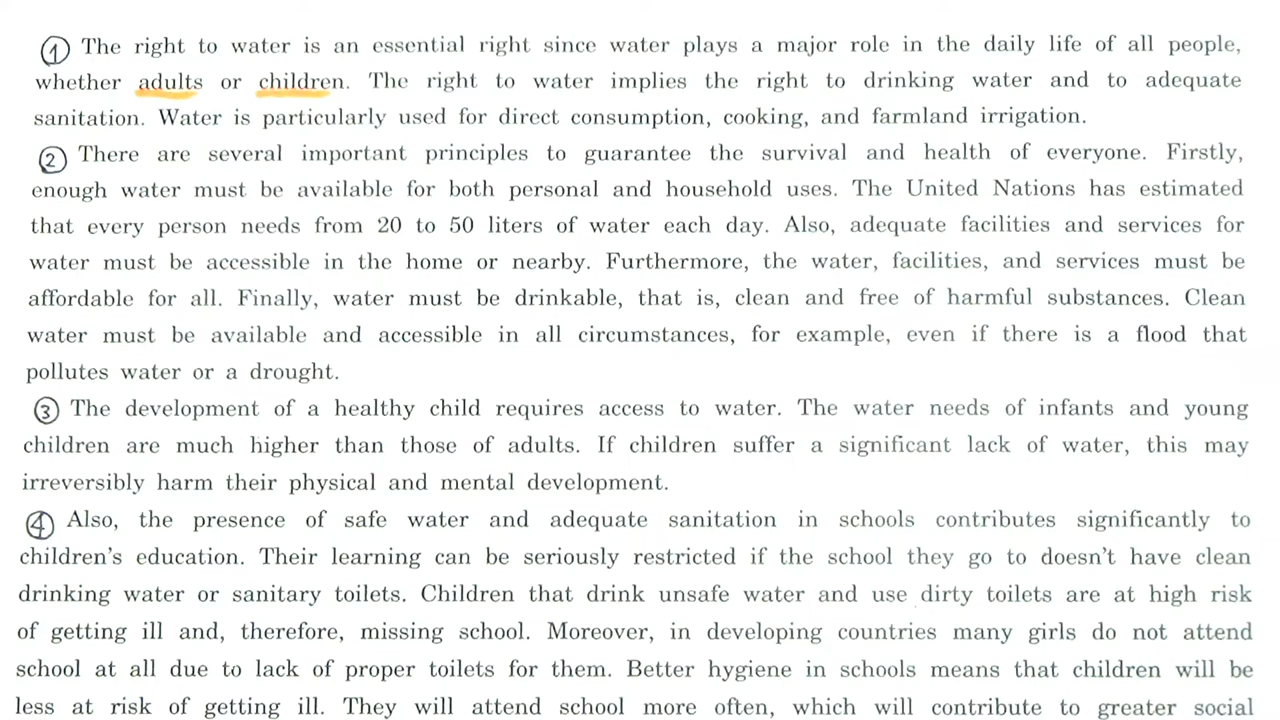 ① The right to water is an essential right since water plays a major role in the daily life of all people,
whether adults or children. The right to water implies the right to drinking water and to adequate
sanitation. Water is particularly used for direct consumption, cooking, and farmland irrigation.
② There are several important principles to guarantee the survival and health of everyone. Firstly,
enough water must be available for both personal and household uses. The United Nations has estimated
that every person needs from 20 to 50 liters of water each day. Also, adequate facilities and services for
water must be accessible in the home or nearby. Furthermore, the water, facilities, and services must be
affordable for all. Finally, water must be drinkable, that is, clean and free of harmful substances. Clean
water must be available and accessible in all circumstances, for example, even if there is a flood that
pollutes water or a drought.
③ The development of a healthy child requires access to water. The water needs of infants and young
children are much higher than those of adults. If children suffer a significant lack of water, this may
irreversibly harm their physical and mental development.
④ Also, the presence of safe water and adequate sanitation in schools contributes significantly to
children's education. Their learning can be seriously restricted if the school they go to doesn't have clean
drinking water or sanitary toilets. Children that drink unsafe water and use dirty toilets are at high risk
of getting ill and, therefore, missing school. Moreover, in developing countries many girls do not attend
school at all due to lack of proper toilets for them. Better hygiene in schools means that children will be
less at risk of getting ill. They will attend school more often, which will contribute to greater social